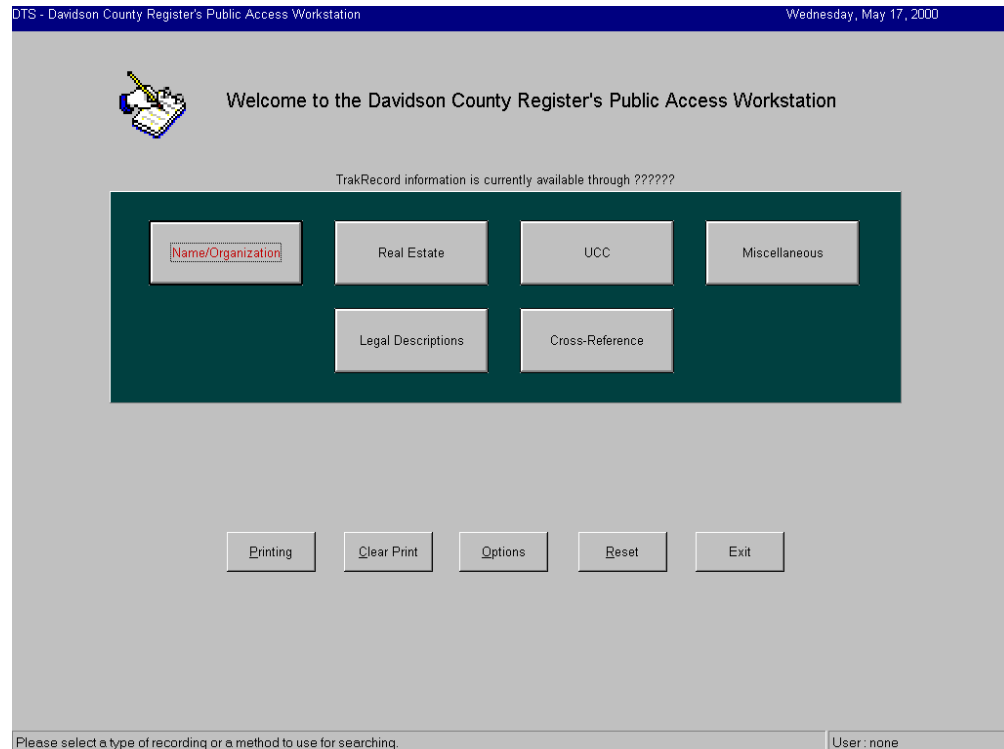 DTS - Davidson County Register's Public Access Workstation Wednesday, May 17, 2000
Welcome to the Davidson County Register's Public Access Workstation
TrakRecord information is currently available through ??????
Name/Organization Real Estate UCC Miscellaneous
Legal Descriptions Cross-Reference
Printing Clear Print Options Reset Exit
Please select a type of recording or a method to use for searching. User : none